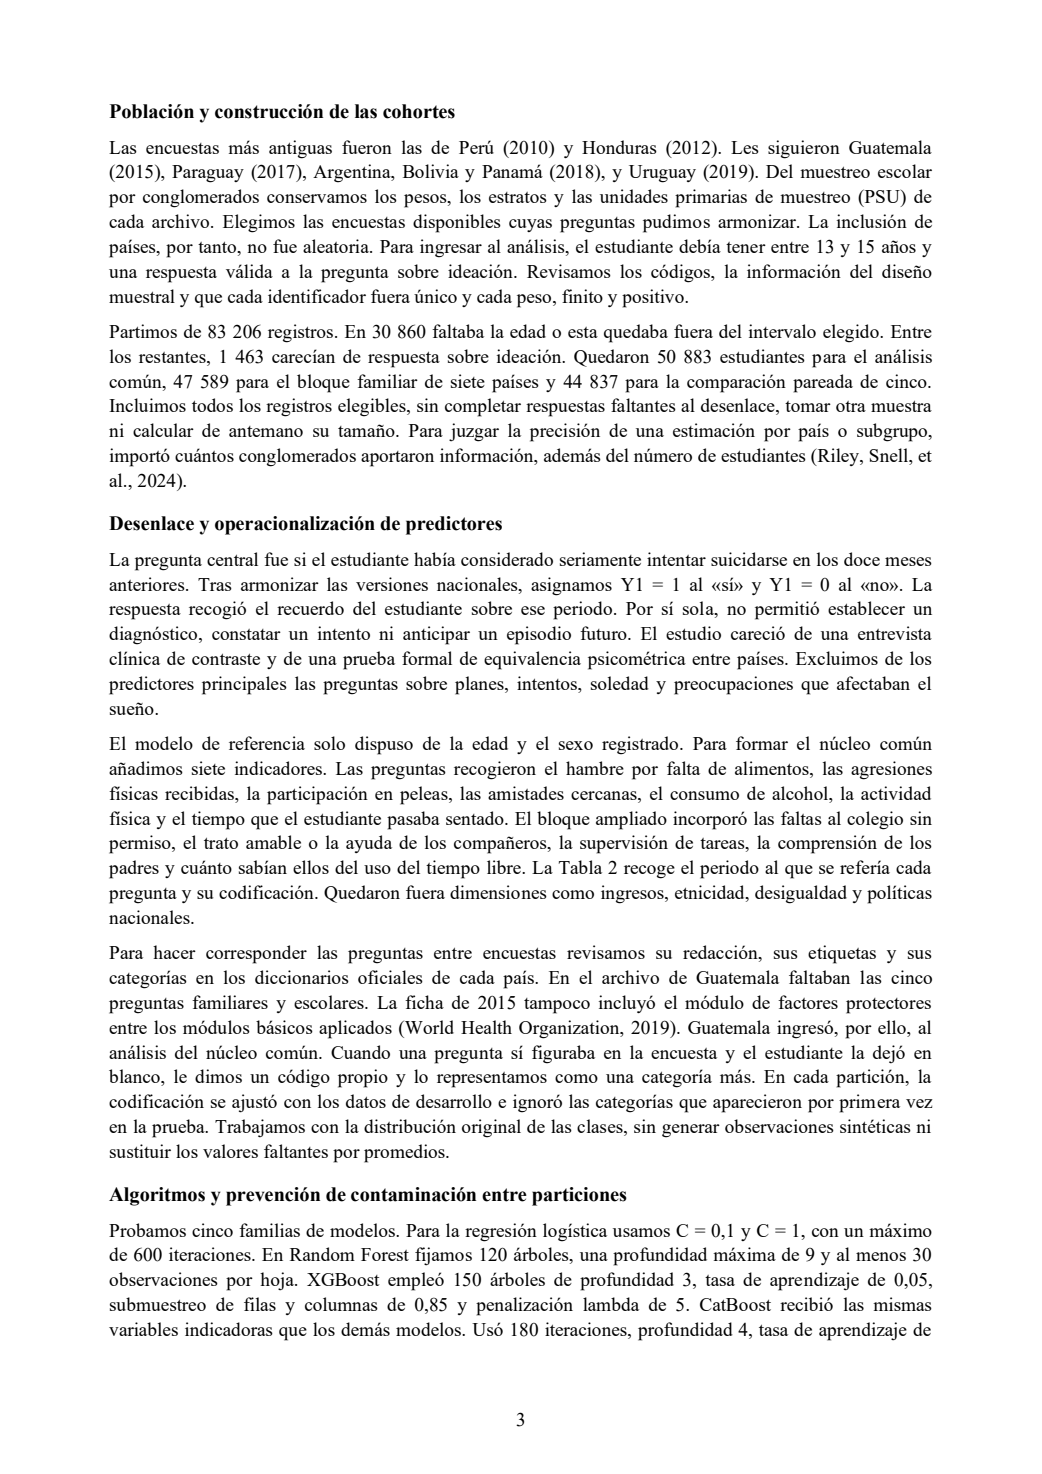 Población y construcción de las cohortes
Las encuestas más antiguas fueron las de Perú (2010) y Honduras (2012). Les siguieron Guatemala
(2015), Paraguay (2017), Argentina, Bolivia y Panamá (2018), y Uruguay (2019). Del muestreo escolar
por conglomerados conservamos los pesos, los estratos y las unidades primarias de muestreo (PSU) de
cada archivo. Elegimos las encuestas disponibles cuyas preguntas pudimos armonizar. La inclusión de
países, por tanto, no fue aleatoria. Para ingresar al análisis, el estudiante debía tener entre 13 y 15 años y
una respuesta válida a la pregunta sobre ideación. Revisamos los códigos, la información del diseño
muestral y que cada identificador fuera único y cada peso, finito y positivo.
Partimos de 83 206 registros. En 30 860 faltaba la edad o esta quedaba fuera del intervalo elegido. Entre
los restantes, 1 463 carecían de respuesta sobre ideación. Quedaron 50 883 estudiantes para el análisis
común, 47 589 para el bloque familiar de siete países y 44 837 para la comparación pareada de cinco.
Incluimos todos los registros elegibles, sin completar respuestas faltantes al desenlace, tomar otra muestra
ni calcular de antemano su tamaño. Para juzgar la precisión de una estimación por país o subgrupo,
importó cuántos conglomerados aportaron información, además del número de estudiantes (Riley, Snell, et
al., 2024).
Desenlace y operacionalización de predictores
La pregunta central fue si el estudiante había considerado seriamente intentar suicidarse en los doce meses
anteriores. Tras armonizar las versiones nacionales, asignamos Y1 = 1 al «sí» y Y1 = 0 al «no». La
respuesta recogió el recuerdo del estudiante sobre ese periodo. Por sí sola, no permitió establecer un
diagnóstico, constatar un intento ni anticipar un episodio futuro. El estudio careció de una entrevista
clínica de contraste y de una prueba formal de equivalencia psicométrica entre países. Excluimos de los
predictores principales las preguntas sobre planes, intentos, soledad y preocupaciones que afectaban el
sueño.
El modelo de referencia solo dispuso de la edad y el sexo registrado. Para formar el núcleo común
añadimos siete indicadores. Las preguntas recogieron el hambre por falta de alimentos, las agresiones
físicas recibidas, la participación en peleas, las amistades cercanas, el consumo de alcohol, la actividad
física y el tiempo que el estudiante pasaba sentado. El bloque ampliado incorporó las faltas al colegio sin
permiso, el trato amable o la ayuda de los compañeros, la supervisión de tareas, la comprensión de los
padres y cuánto sabían ellos del uso del tiempo libre. La Tabla 2 recoge el periodo al que se refería cada
pregunta y su codificación. Quedaron fuera dimensiones como ingresos, etnicidad, desigualdad y políticas
nacionales.
Para hacer corresponder las preguntas entre encuestas revisamos su redacción, sus etiquetas y sus
categorías en los diccionarios oficiales de cada país. En el archivo de Guatemala faltaban las cinco
preguntas familiares y escolares. La ficha de 2015 tampoco incluyó el módulo de factores protectores
entre los módulos básicos aplicados (World Health Organization, 2019). Guatemala ingresó, por ello, al
análisis del núcleo común. Cuando una pregunta sí figuraba en la encuesta y el estudiante la dejó en
blanco, le dimos un código propio y lo representamos como una categoría más. En cada partición, la
codificación se ajustó con los datos de desarrollo e ignoró las categorías que aparecieron por primera vez
en la prueba. Trabajamos con la distribución original de las clases, sin generar observaciones sintéticas ni
sustituir los valores faltantes por promedios.
Algoritmos y prevención de contaminación entre particiones
Probamos cinco familias de modelos. Para la regresión logística usamos C = 0,1 y C = 1, con un máximo
de 600 iteraciones. En Random Forest fijamos 120 árboles, una profundidad máxima de 9 y al menos 30
observaciones por hoja. XGBoost empleó 150 árboles de profundidad 3, tasa de aprendizaje de 0,05,
submuestreo de filas y columnas de 0,85 y penalización lambda de 5. CatBoost recibió las mismas
variables indicadoras que los demás modelos. Usó 180 iteraciones, profundidad 4, tasa de aprendizaje de
3